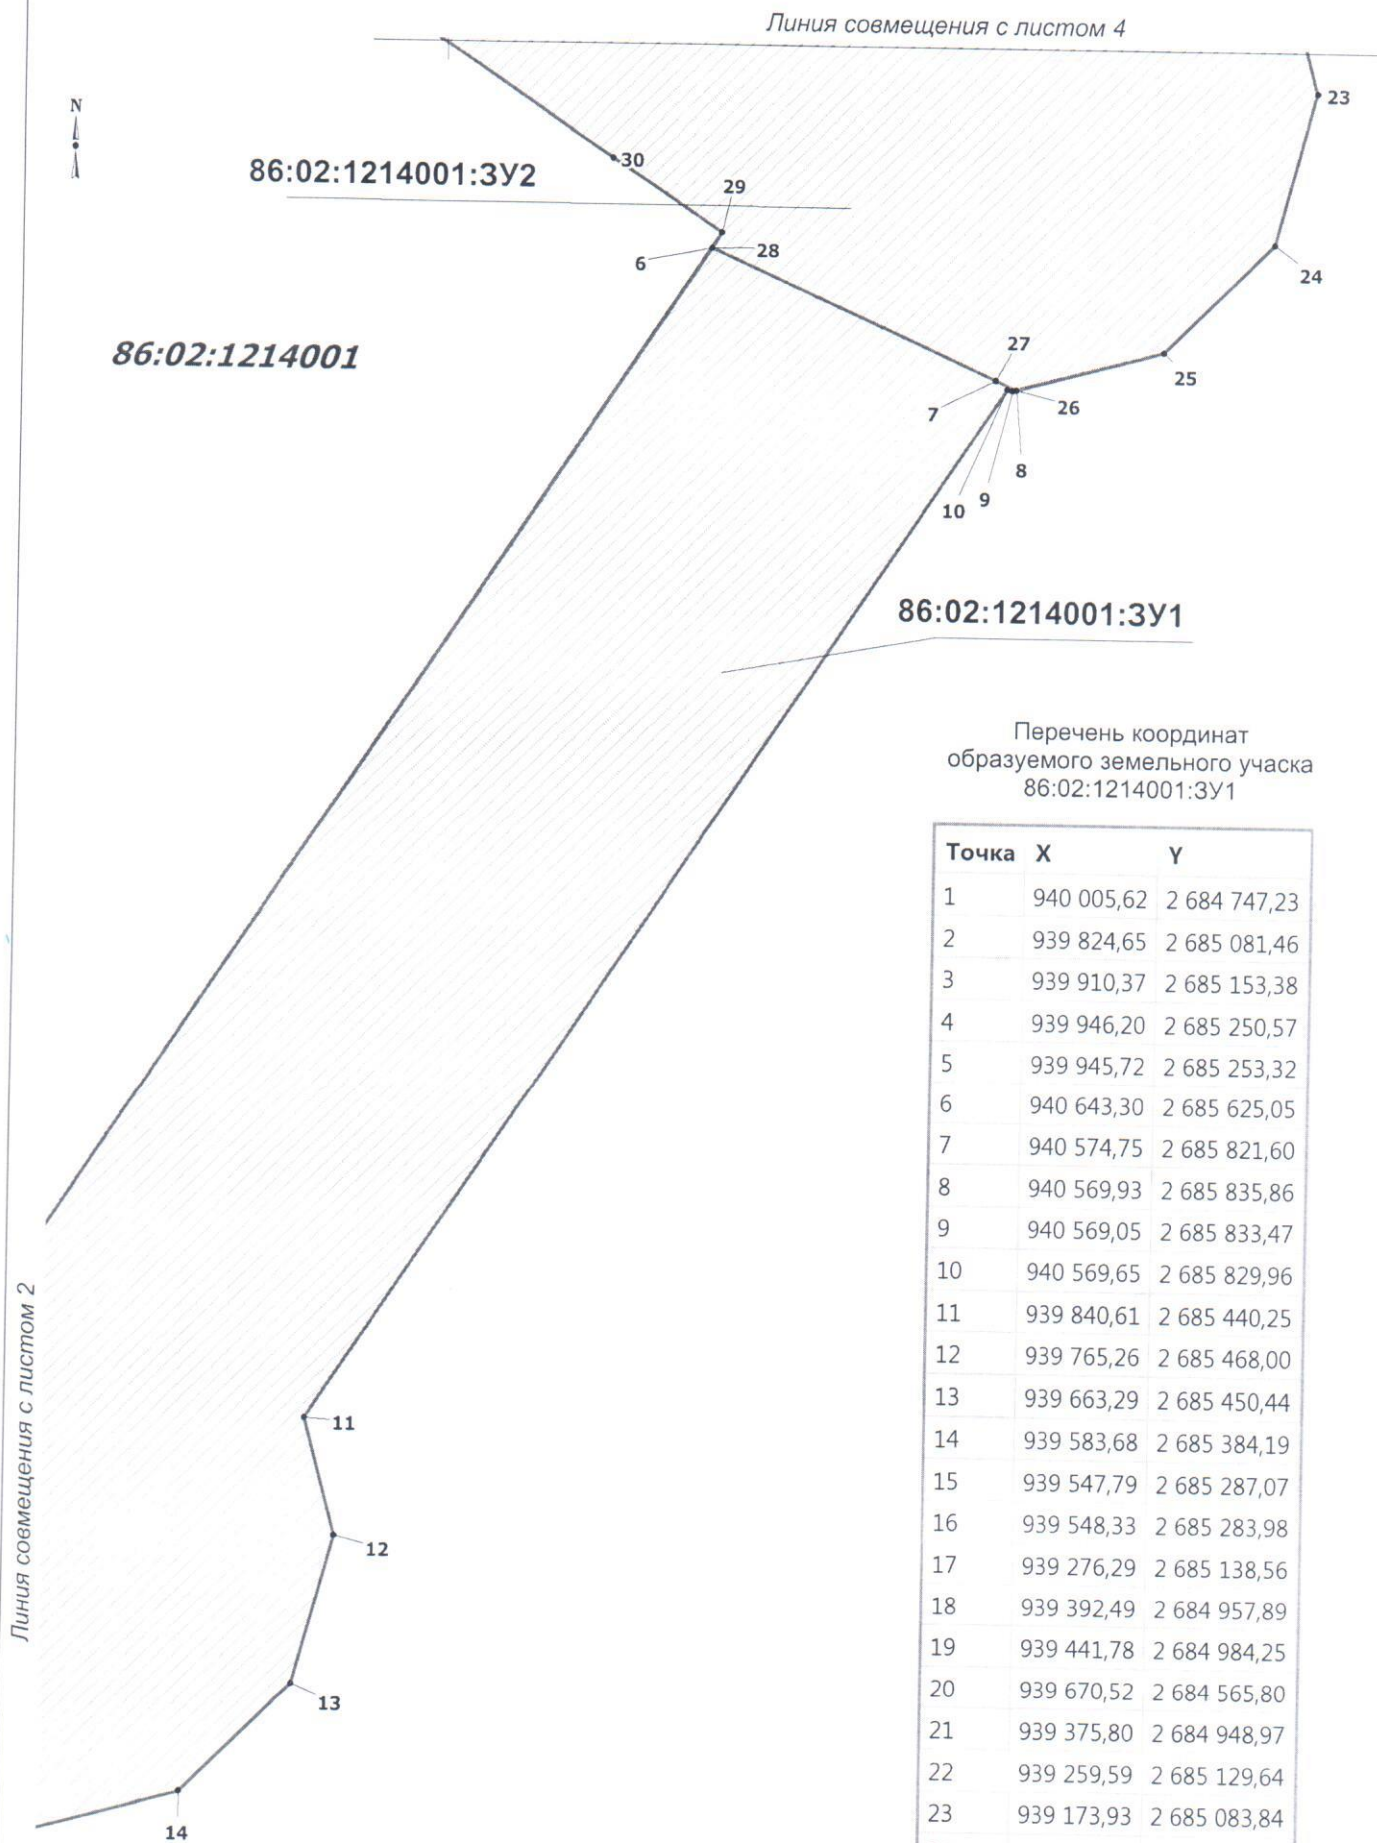 Линия совмещения с листом 4
N
23
30
86:02:1214001:ЗУ2
29
6
28
24
86:02:1214001
27
25
7
26
8
9
10
86:02:1214001:ЗУ1
Перечень координат
образуемого земельного учаска
86:02:1214001:ЗУ1
Точка X Y
1 940 005,62 2 684 747,23
2 939 824,65 2 685 081,46
3 939 910,37 2 685 153,38
4 939 946,20 2 685 250,57
5 939 945,72 2 685 253,32
6 940 643,30 2 685 625,05
7 940 574,75 2 685 821,60
8 940 569,93 2 685 835,86
9 940 569,05 2 685 833,47
10 940 569,65 2 685 829,96
11 939 840,61 2 685 440,25
12 939 765,26 2 685 468,00
13 939 663,29 2 685 450,44
14 939 583,68 2 685 384,19
15 939 547,79 2 685 287,07
16 939 548,33 2 685 283,98
17 939 276,29 2 685 138,56
18 939 392,49 2 684 957,89
19 939 441,78 2 684 984,25
20 939 670,52 2 684 565,80
21 939 375,80 2 684 948,97
22 939 259,59 2 685 129,64
23 939 173,93 2 685 083,84
Линия совмещения с листом 2
11
12
13
14